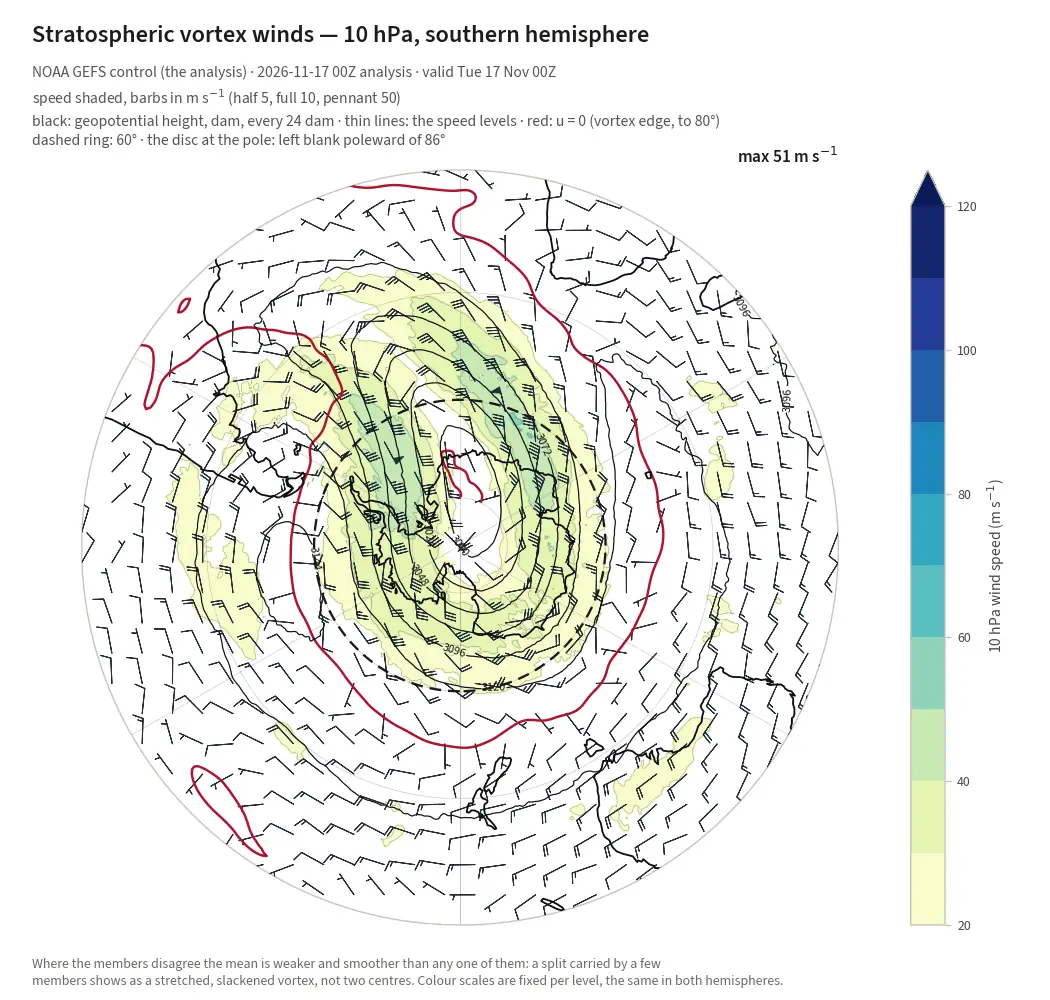 Stratospheric vortex winds — 10 hPa, southern hemisphere
NOAA GEFS control (the analysis) · 2026-11-17 00Z analysis · valid Tue 17 Nov 00Z
speed shaded, barbs in m s⁻¹ (half 5, full 10, pennant 50)
black: geopotential height, dam, every 24 dam · thin lines: the speed levels · red: u = 0 (vortex edge, to 80°)
dashed ring: 60° · the disc at the pole: left blank poleward of 86°
max 51 m s⁻¹
120
100
80
60
40
20
10 hPa wind speed (m s⁻¹)
3096
3096
3072
3048
3096
3120
Where the members disagree the mean is weaker and smoother than any one of them: a split carried by a few
members shows as a stretched, slackened vortex, not two centres. Colour scales are fixed per level, the same in both hemispheres.